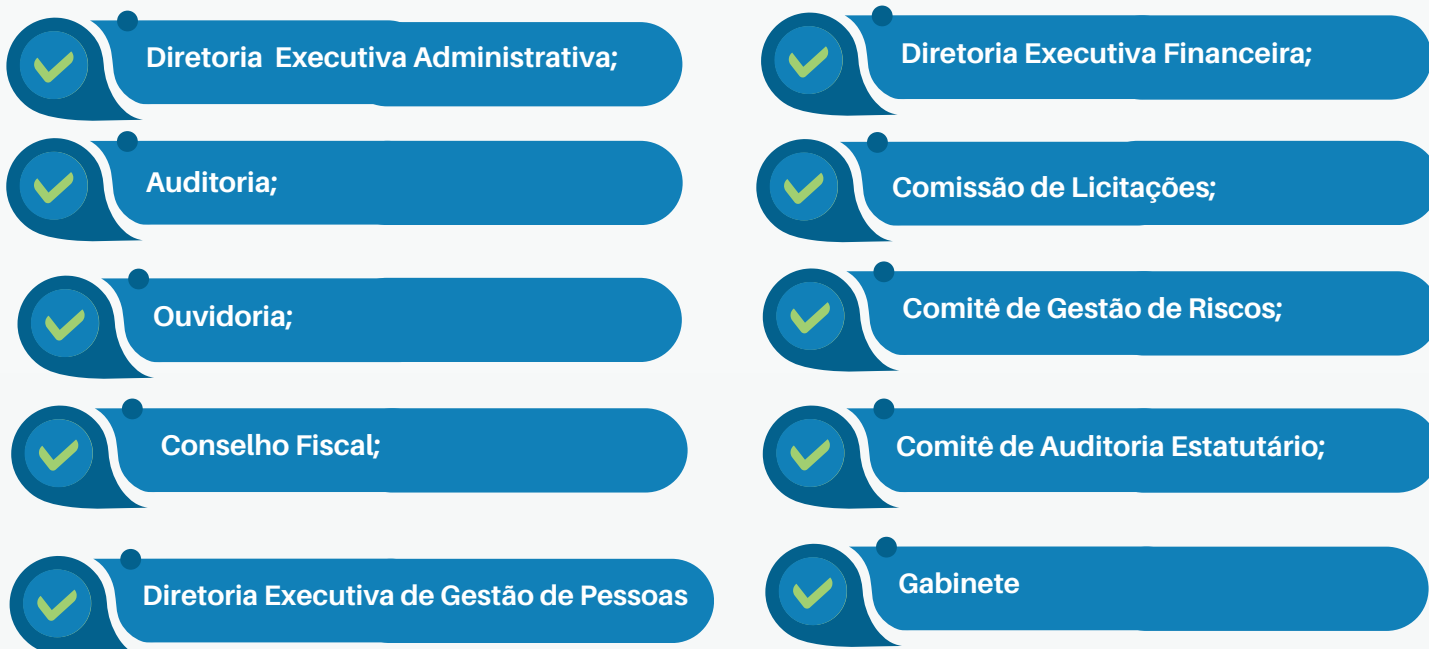 Diretoria Executiva Administrativa;
Diretoria Executiva Financeira;
Auditoria;
Comissão de Licitações;
Ouvidoria;
Comitê de Gestão de Riscos;
Conselho Fiscal;
Comitê de Auditoria Estatutário;
Diretoria Executiva de Gestão de Pessoas
Gabinete